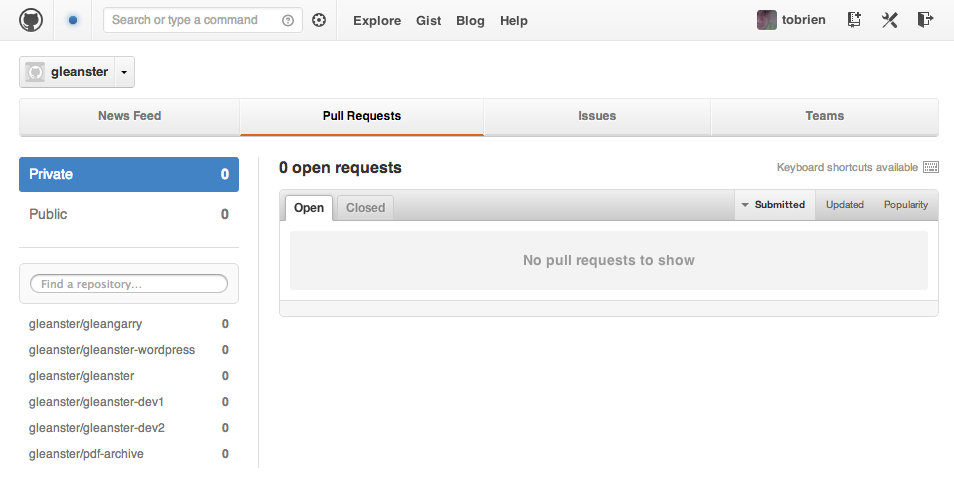 Search or type a command
Explore Gist Blog Help
tobrien
gleanster
News Feed
Pull Requests
Issues
Teams
Private 0
Public 0
Find a repository...
gleanster/gleangarry 0
gleanster/gleanster-wordpress 0
gleanster/gleanster 0
gleanster/gleanster-dev1 0
gleanster/gleanster-dev2 0
gleanster/pdf-archive 0
0 open requests
Keyboard shortcuts available
Open Closed
Submitted Updated Popularity
No pull requests to show